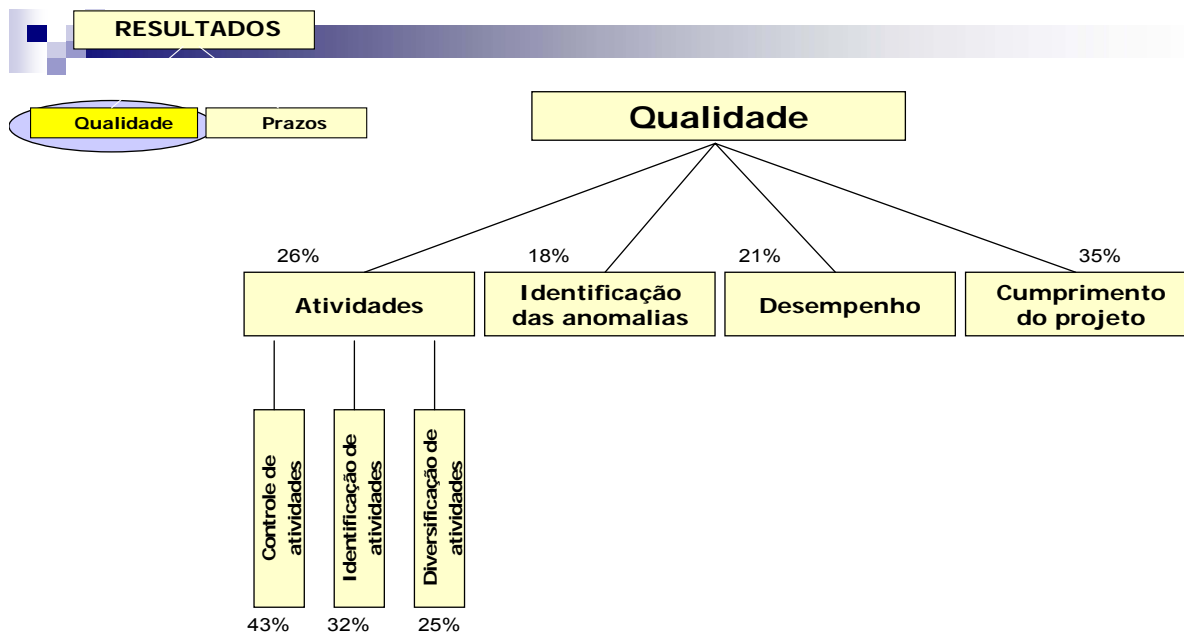 RESULTADOS
Qualidade
Prazos
Qualidade
26%
18%
21%
35%
Atividades
Identificação
das anomalias
Desempenho
Cumprimento
do projeto
Controle de
atividades
Identificação de
atividades
Diversificação de
atividades
43%
32%
25%